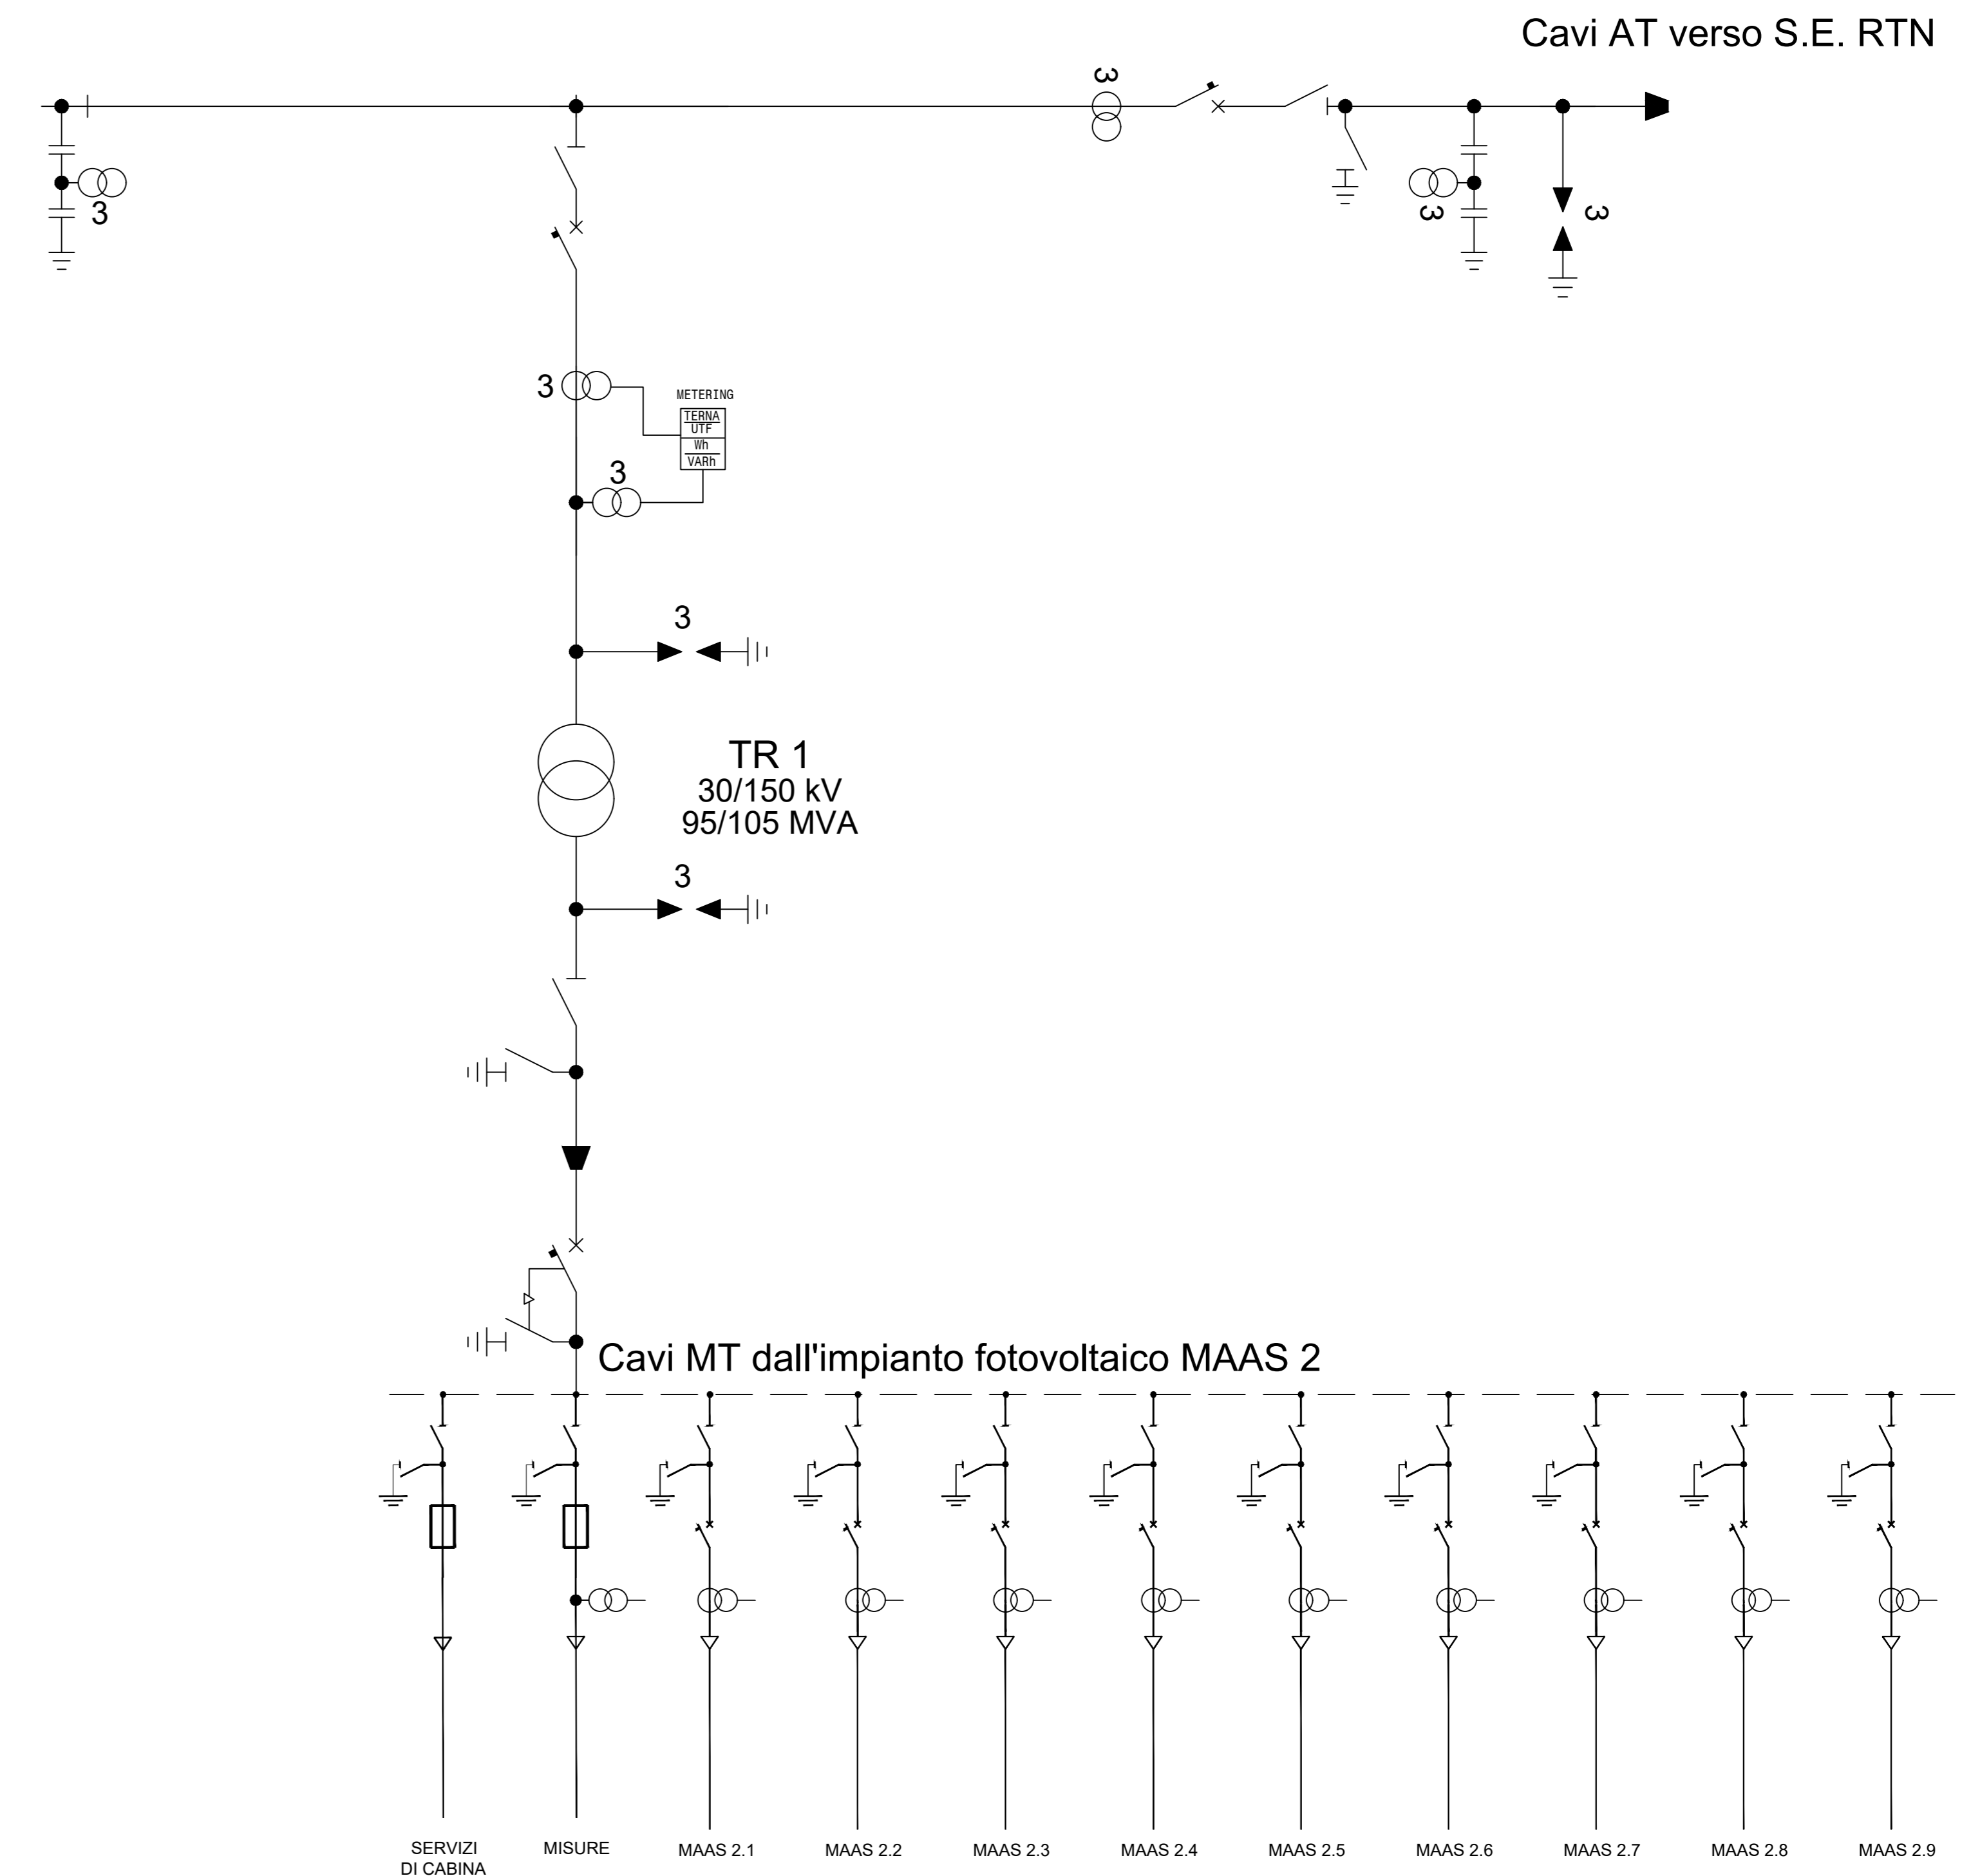 Cavi AT verso S.E. RTN
3
3
3
3
3
METERING
TERNA
UTF
Wh
VARh
3
3
TR 1
30/150 kV
95/105 MVA
3
Cavi MT dall'impianto fotovoltaico MAAS 2
SERVIZI
DI CABINA
MISURE
MAAS 2.1
MAAS 2.2
MAAS 2.3
MAAS 2.4
MAAS 2.5
MAAS 2.6
MAAS 2.7
MAAS 2.8
MAAS 2.9